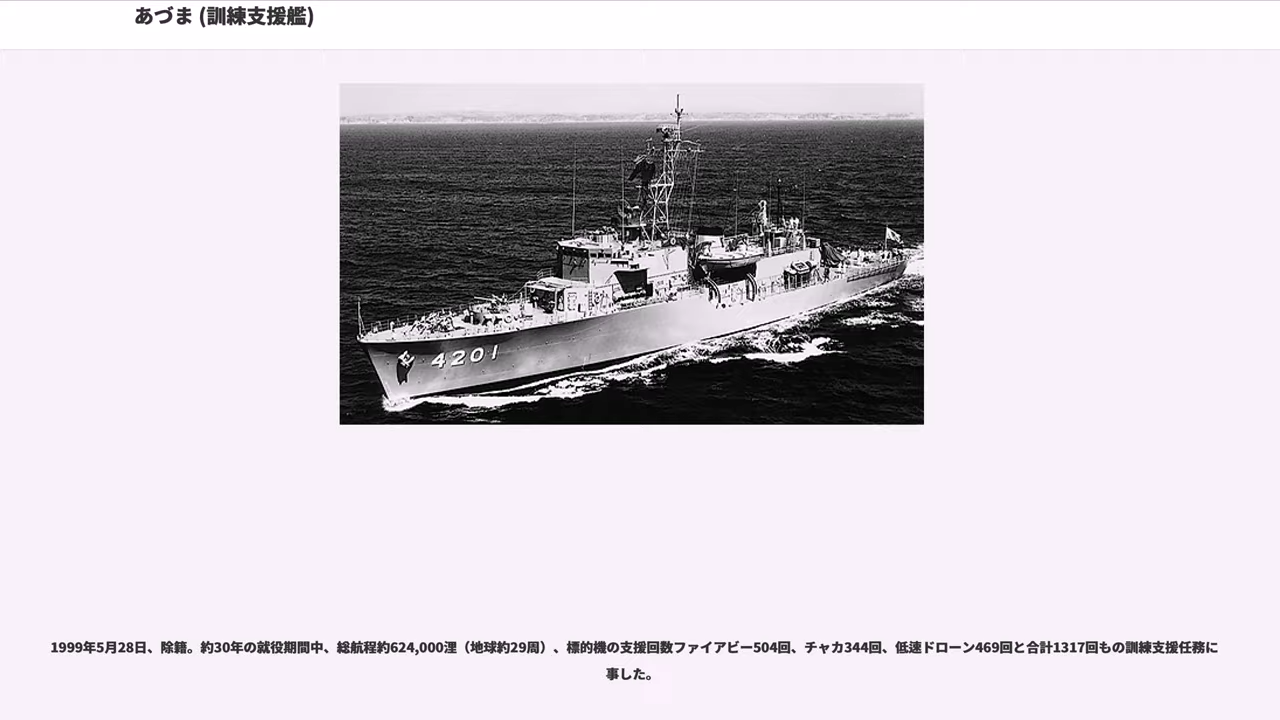 あづま (訓練支援艦)
4201
1999年5月28日、除籍。約30年の就役期間中、総航程約624,000浬（地球約29周）、標的機の支援回数ファイアビー504回、チャカ344回、低速ドローン469回と合計1317回もの訓練支援任務に
事した。